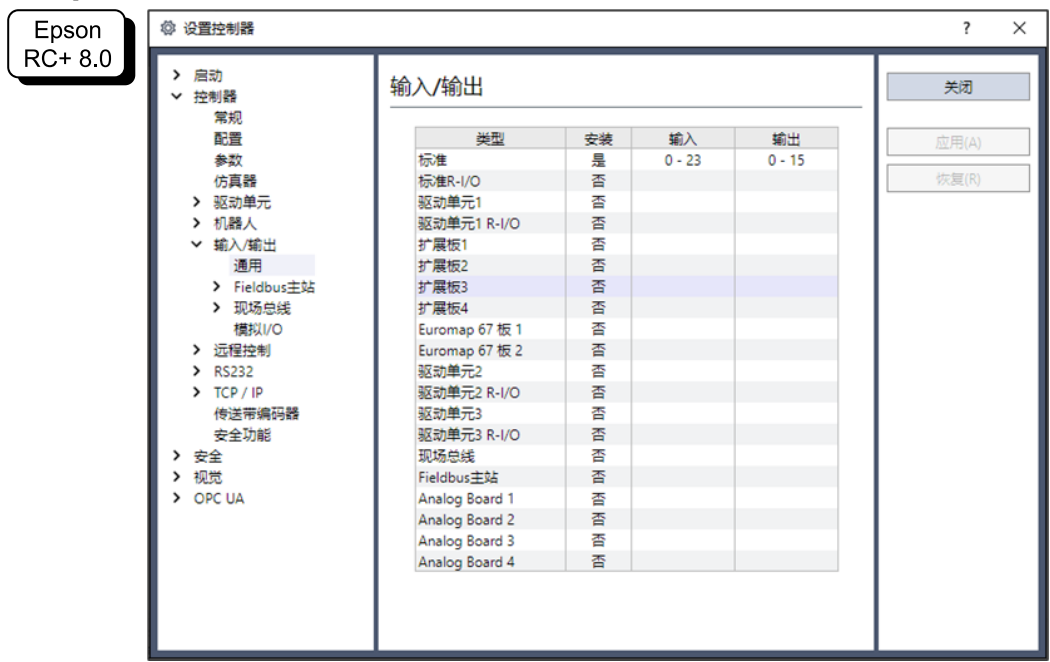 Epson
RC+ 8.0
设置控制器
?
启动
控制器
常规
配置
参数
仿真器
驱动单元
机器人
输入/输出
通用
Fieldbus主站
现场总线
模拟I/O
远程控制
RS232
TCP / IP
传送带编码器
安全功能
安全
视觉
OPC UA
输入/输出
类型 安装 输入 输出
标准 是 0 - 23 0 - 15
标准R-I/O 否
驱动单元1 否
驱动单元1 R-I/O 否
扩展板1 否
扩展板2 否
扩展板3 否
扩展板4 否
Euromap 67 板 1 否
Euromap 67 板 2 否
驱动单元2 否
驱动单元2 R-I/O 否
驱动单元3 否
驱动单元3 R-I/O 否
现场总线 否
Fieldbus主站 否
Analog Board 1 否
Analog Board 2 否
Analog Board 3 否
Analog Board 4 否
关闭
应用(A)
恢复(R)